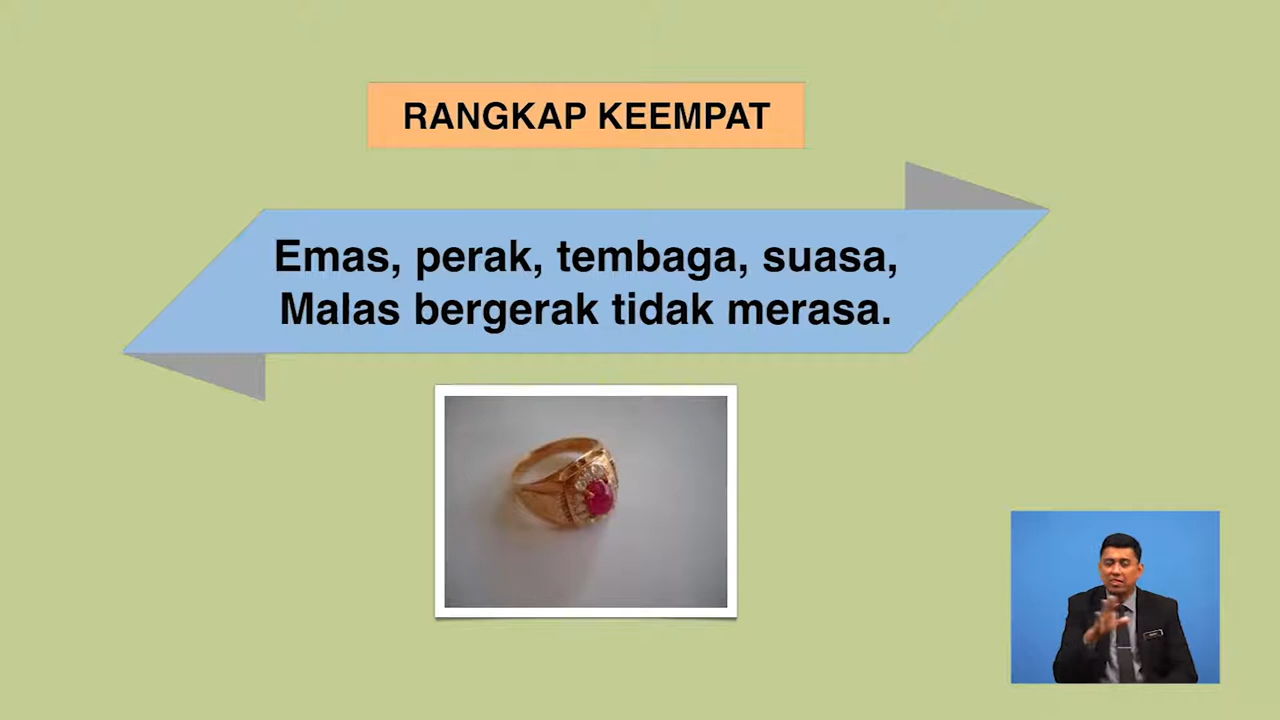 RANGKAP KEEMPAT
Emas, perak, tembaga, suasa,
Malas bergerak tidak merasa.